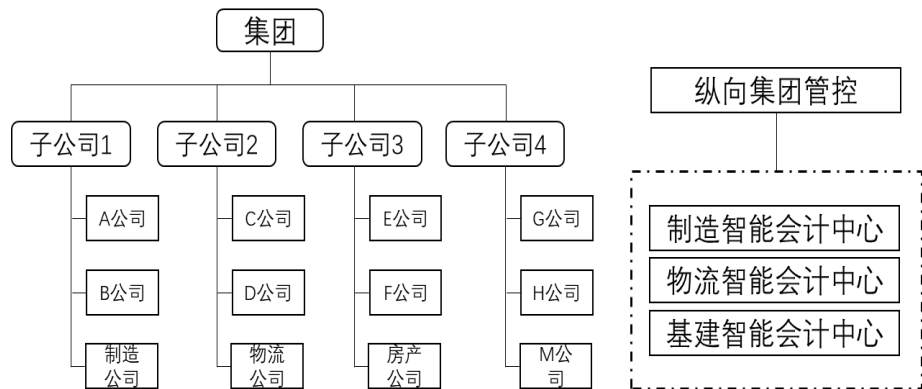 集团
纵向集团管控
子公司1
子公司2
子公司3
子公司4
A公司
C公司
E公司
G公司
制造智能会计中心
物流智能会计中心
B公司
D公司
F公司
H公司
基建智能会计中心
制造
公司
物流
公司
房产
公司
M公
司